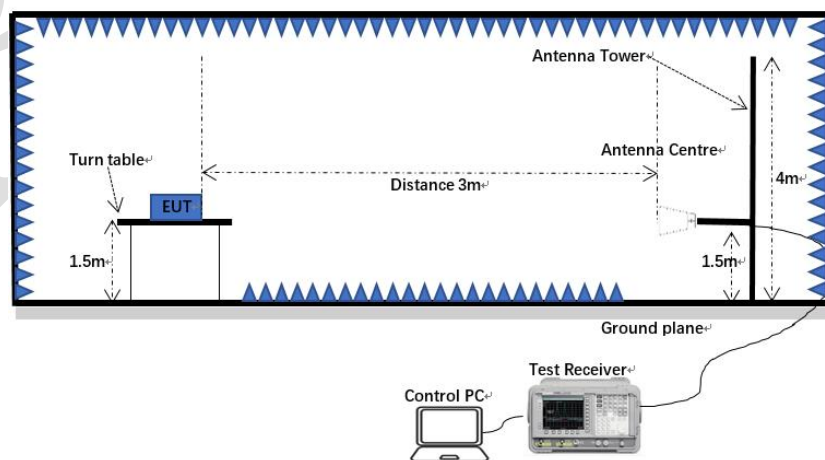 Antenna Tower
Turn table
Antenna Centre
Distance 3m
4m
EUT
1.5m
1.5m
Ground plane
Test Receiver
Control PC